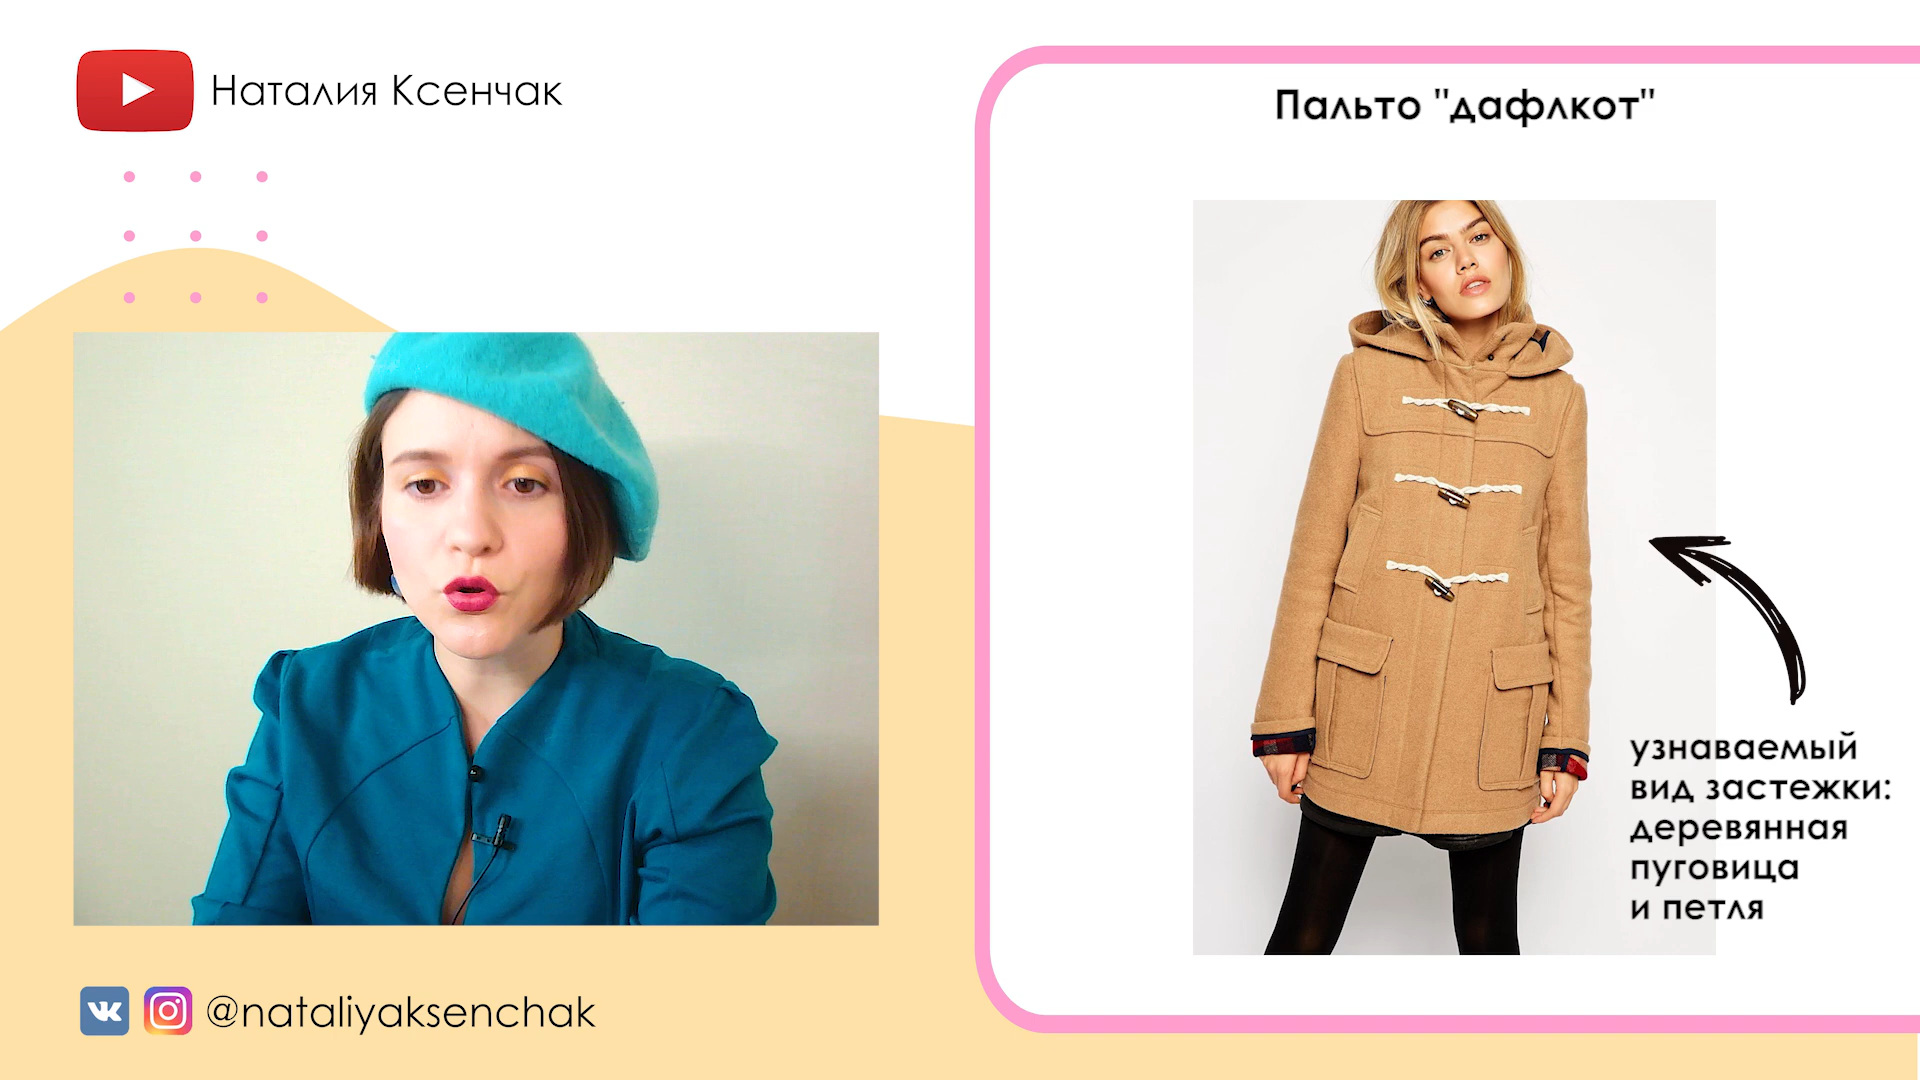 Наталия Ксенчак
Пальто "дафлкот"
узнаваемый
вид застежки:
деревянная
пуговица
и петля
@nataliyaksenchak